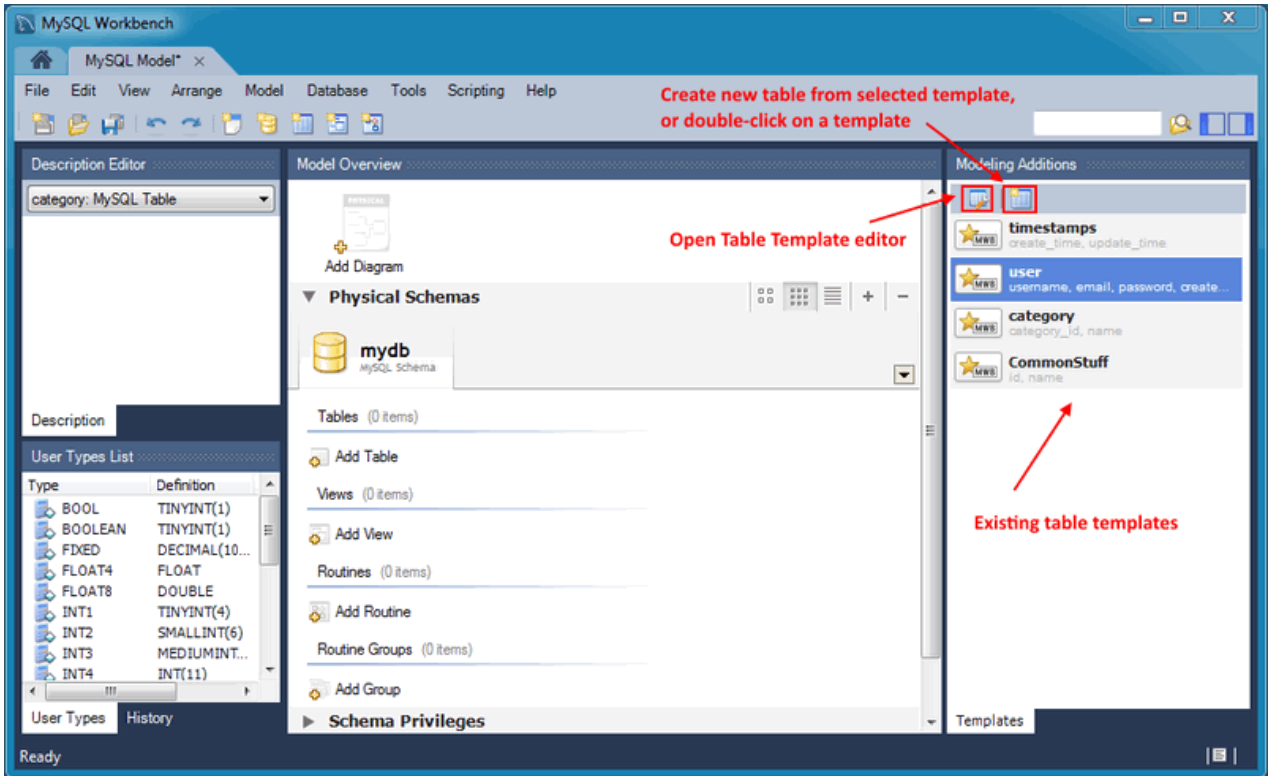 MySQL Workbench
MySQL Model* ×
File Edit View Arrange Model Database Tools Scripting Help
Create new table from selected template,
or double-click on a template
Description Editor
category: MySQL Table
Description
User Types List
Type Definition
BOOL TINYINT(1)
BOOLEAN TINYINT(1)
FIXED DECIMAL(10...
FLOAT4 FLOAT
FLOAT8 DOUBLE
INT1 TINYINT(4)
INT2 SMALLINT(6)
INT3 MEDIUMINT...
INT4 INT(11)
User Types History
Model Overview
PHYSICAL
Add Diagram
Open Table Template editor
Physical Schemas
mydb
MySQL Schema
Tables (0 items)
Add Table
Views (0 items)
Add View
Routines (0 items)
Add Routine
Routine Groups (0 items)
Add Group
Schema Privileges
Modeling Additions
MWB
timestamps
create_time, update_time
MWB
user
username, email, password, create...
MWB
category
category_id, name
MWB
CommonStuff
id, name
Existing table templates
Templates
Ready